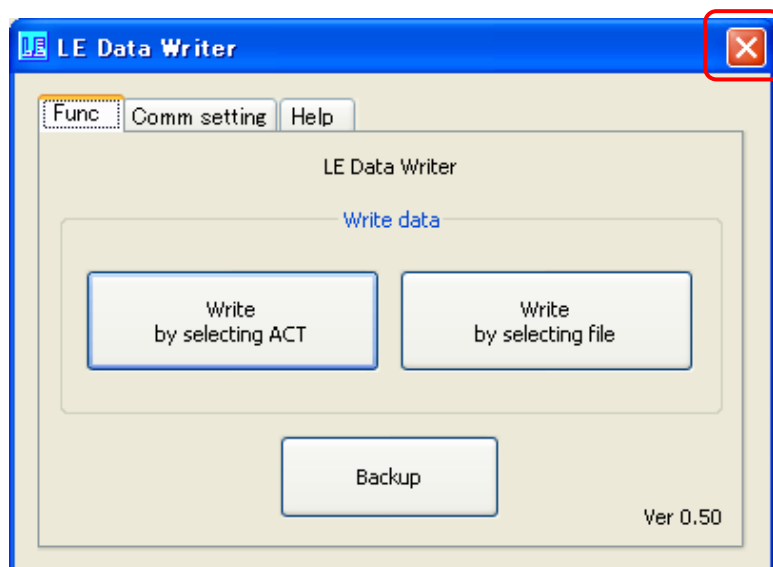 LE LE Data Writer
Func Comm setting Help
LE Data Writer
Write data
Write
by selecting ACT
Write
by selecting file
Backup
Ver 0.50